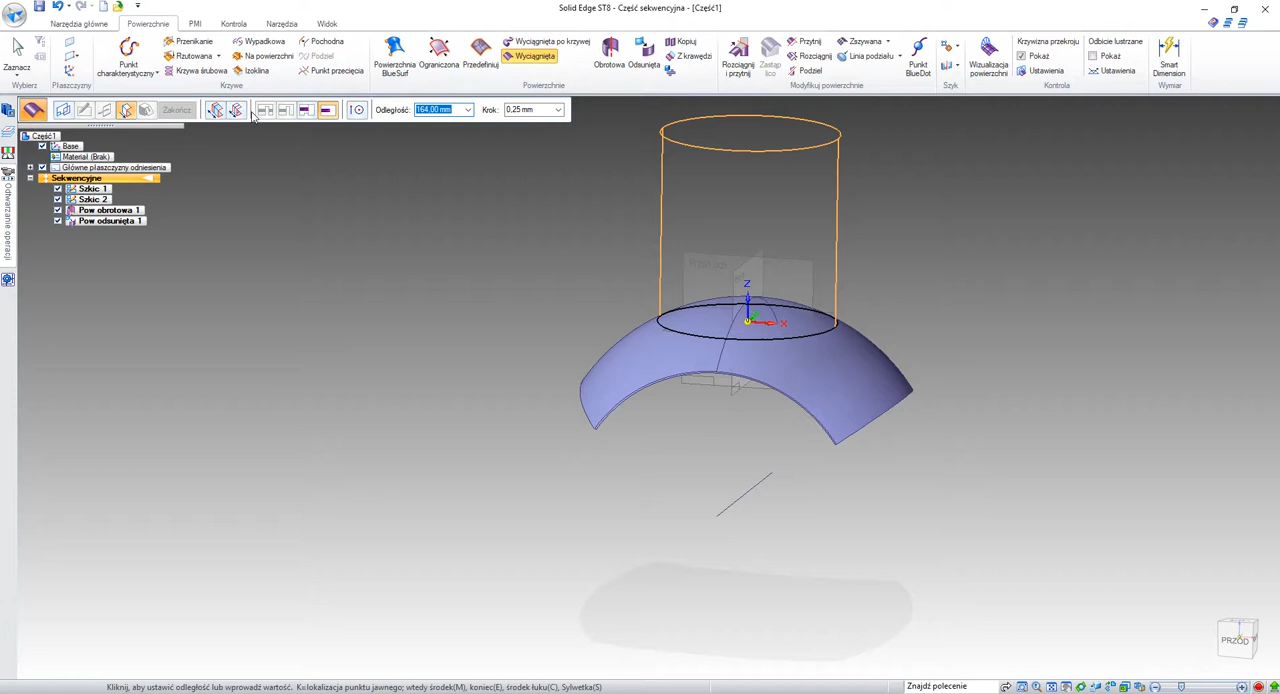 Solid Edge ST8 - Część sekwencyjna - [Część1]
Narzędzia główne
Powierzchnie
PMI
Kontrola
Narzędzia
Widok
Zaznacz
Wybierz
Płaszczyzny
Punkt charakterystyczny
Przenikanie
Rzutowana
Krzywa śrubowa
Wypadkowa
Na powierzchni
Izoklina
Pochodna
Podziel
Punkt przecięcia
Krzywe
Powierzchnia BlueSurf
Ograniczona
Przedefiniuj
Wyciągnięta po krzywej
Wyciągnięta
Obrotowa
Odsunięta
Kopiuj
Z krawędzi
Powierzchnie
Rozciągnij i przytnij
Zastąp lico
Przytnij
Rozciągnij
Podziel
Zszywana
Linia podziału
Punkt BlueDot
Modyfikuj powierzchnie
Szyk
Wizualizacja powierzchni
Krzywizna przekroju
Pokaż
Ustawienia
Odbicie lustrzane
Pokaż
Ustawienia
Kontrola
Smart Dimension
Wymiar
Zakończ
Odległość: 164,00 mm
Krok: 0,25 mm
Część1
Base
Materiał (Brak)
Główne płaszczyzny odniesienia
Sekwencyjne
Szkic 1
Szkic 2
Pow obrotowa 1
Pow odsunięta 1
Odtwarzanie operacji
Z
X
PRZÓD
Kliknij, aby ustawić odległość lub wprowadź wartość. K=lokalizacja punktu jawnego; wtedy środek(M), koniec(E), środek łuku(C), Sylwetka(S)
Znajdź polecenie